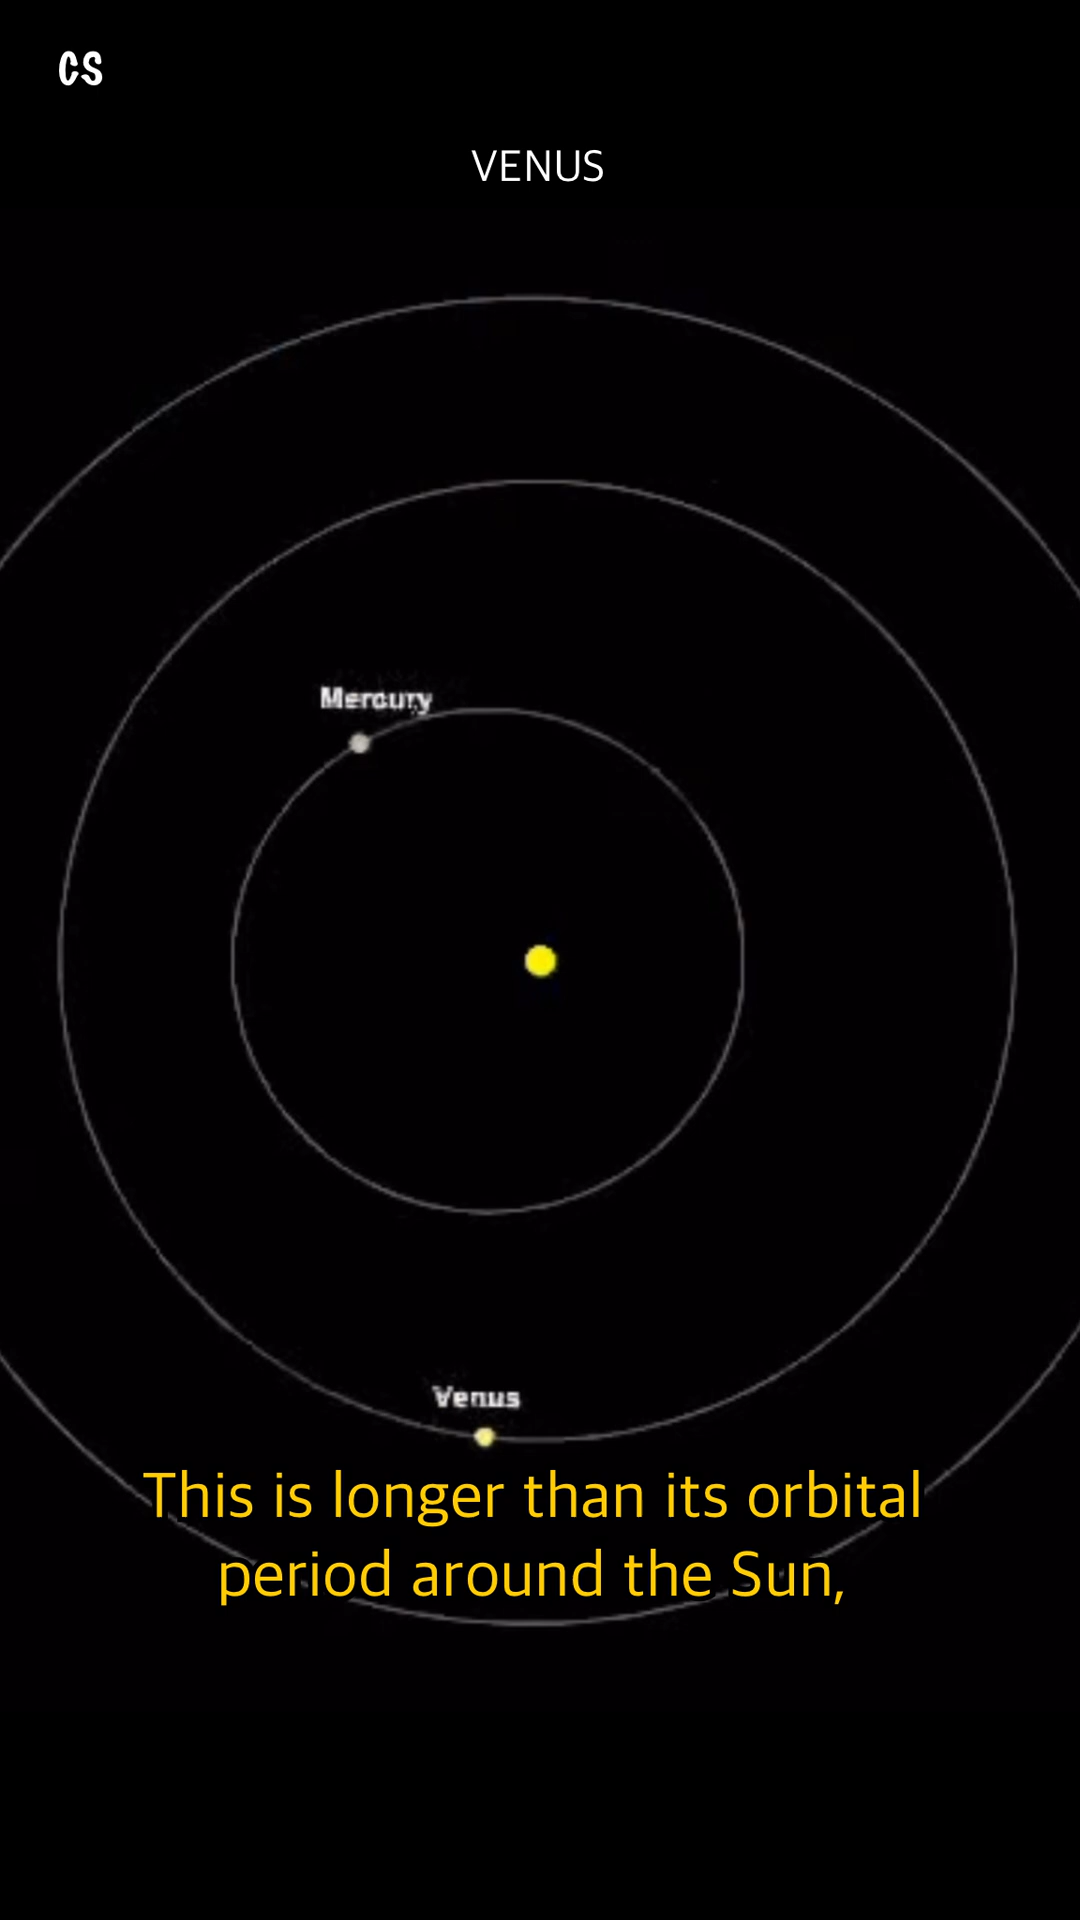 CS
VENUS
Mercury
Venus
This is longer than its orbital
period around the Sun,